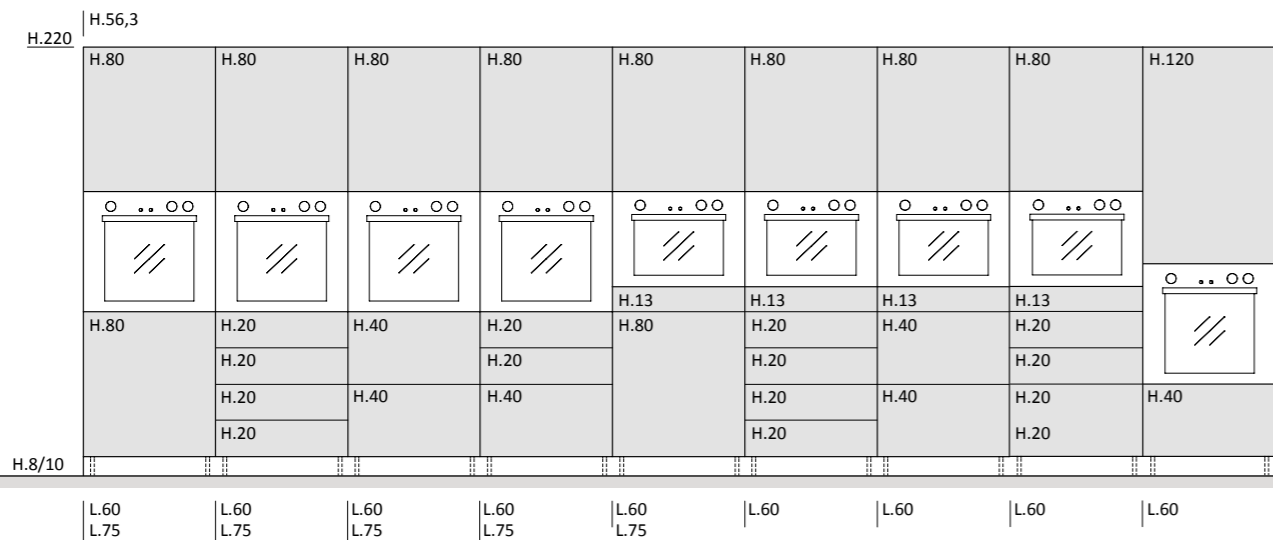 H.56,3
H.220
H.80 H.80 H.80 H.80 H.80 H.80 H.80 H.80 H.120
H.13 H.13 H.13 H.13
H.80 H.20 H.40 H.20 H.80 H.20 H.40 H.20
H.20 H.20 H.20 H.20
H.20 H.40 H.40 H.20 H.40 H.20 H.40
H.20 H.20 H.20
H.8/10
L.60 L.60 L.60 L.60 L.60 L.60 L.60 L.60 L.60
L.75 L.75 L.75 L.75 L.75